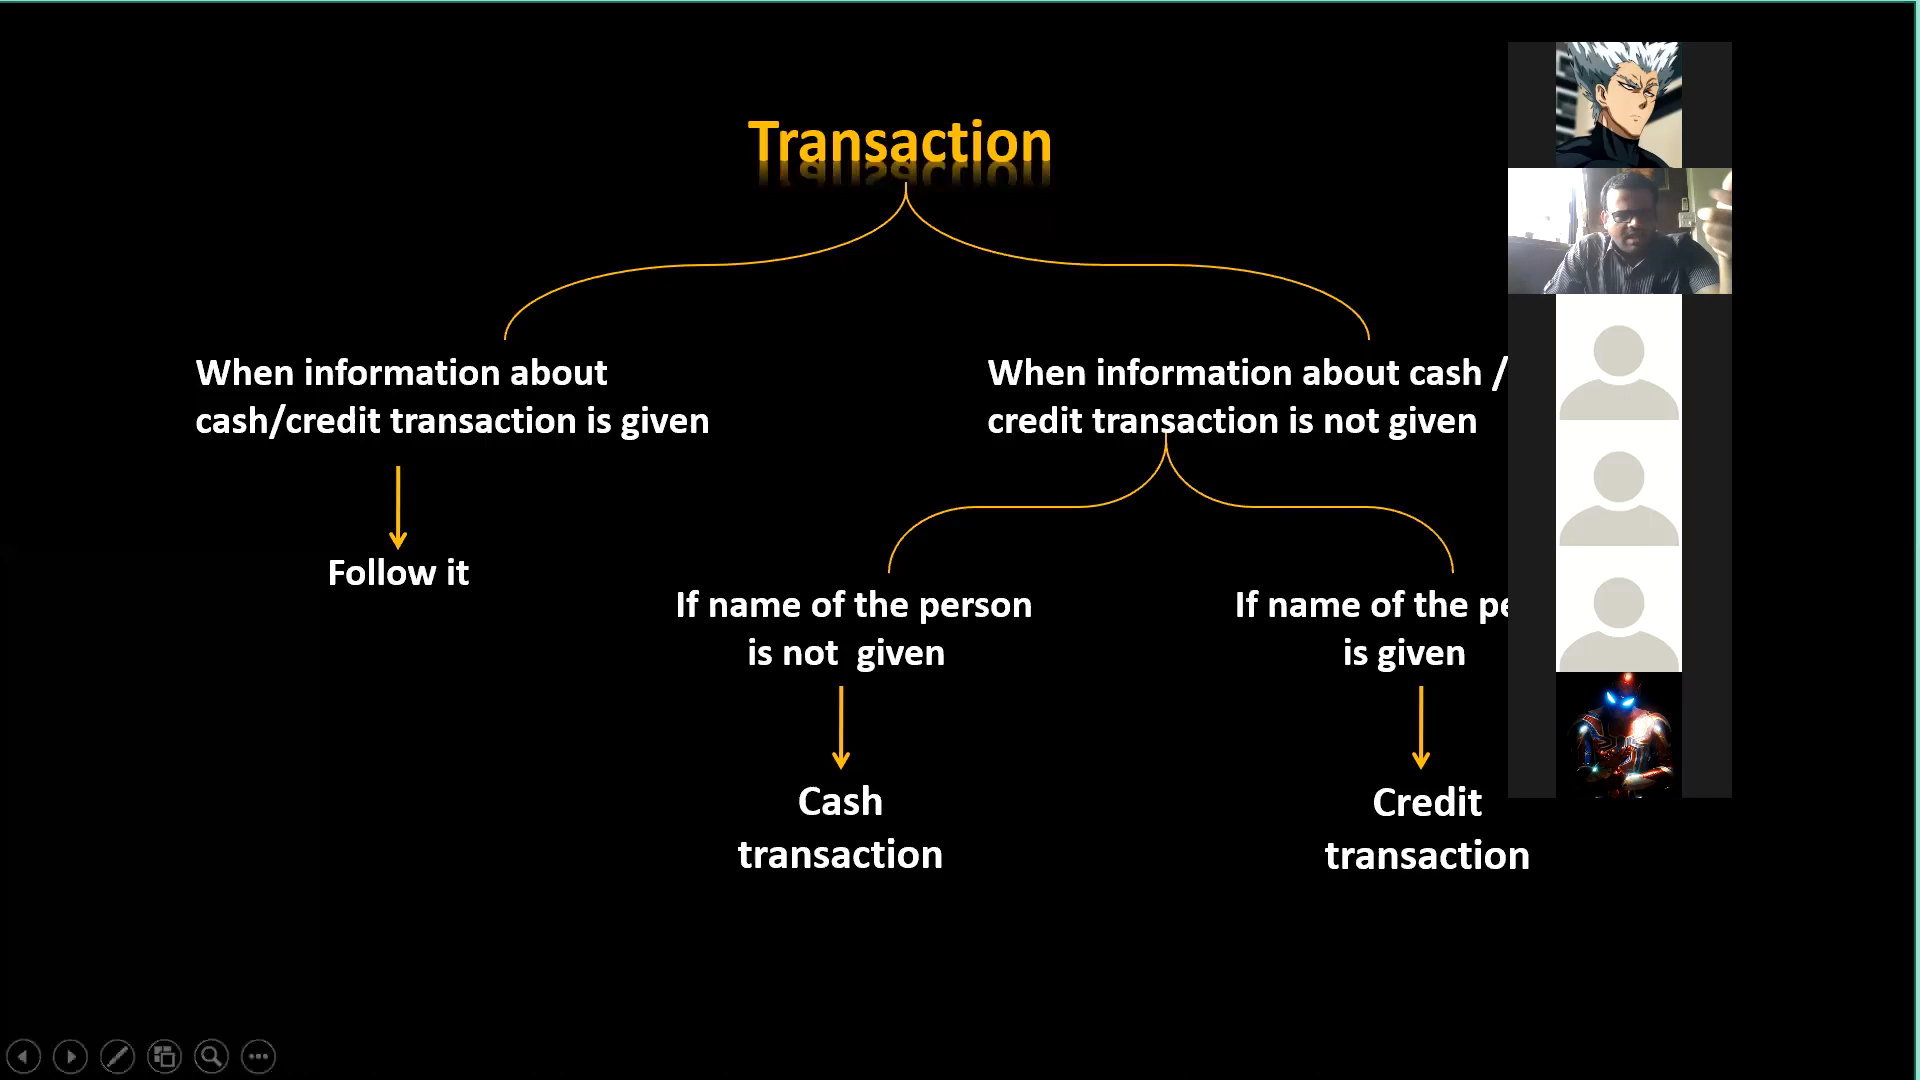 Transaction
When information about
cash/credit transaction is given
When information about cash /
credit transaction is not given
Follow it
If name of the person
is not given
If name of the
is given
Cash
transaction
Credit
transaction